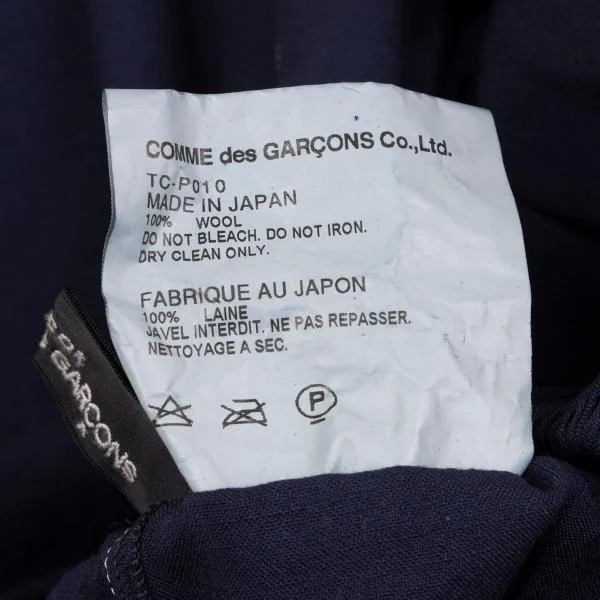 COMME des GARÇONS Co.,Ltd.
TC-P010
MADE IN JAPAN
100% WOOL
DO NOT BLEACH. DO NOT IRON.
DRY CLEAN ONLY.
FABRIQUE AU JAPON
100% LAINE
JAVEL INTERDIT. NE PAS REPASSER.
NETTOYAGE A SEC.
P
GARÇONS